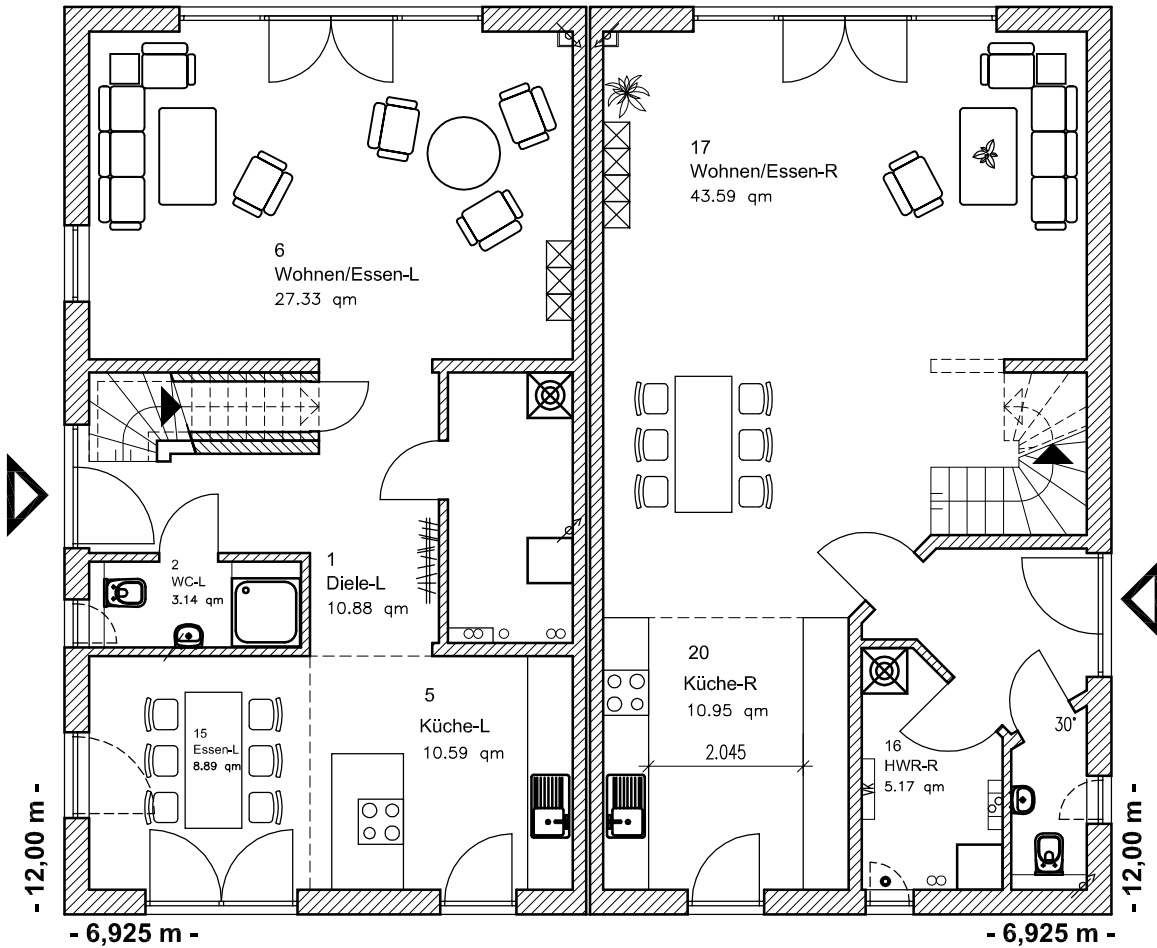 17
Wohnen/Essen-R
43.59 qm
6
Wohnen/Essen-L
27.33 qm
1
Diele-L
10.88 qm
2
WC-L
3.14 qm
20
Küche-R
10.95 qm
2.045
5
Küche-L
10.59 qm
15
Essen-L
8.89 qm
16
HWR-R
5.17 qm
30°
WK
- 12,00 m -
- 12,00 m -
- 6,925 m -
- 6,925 m -